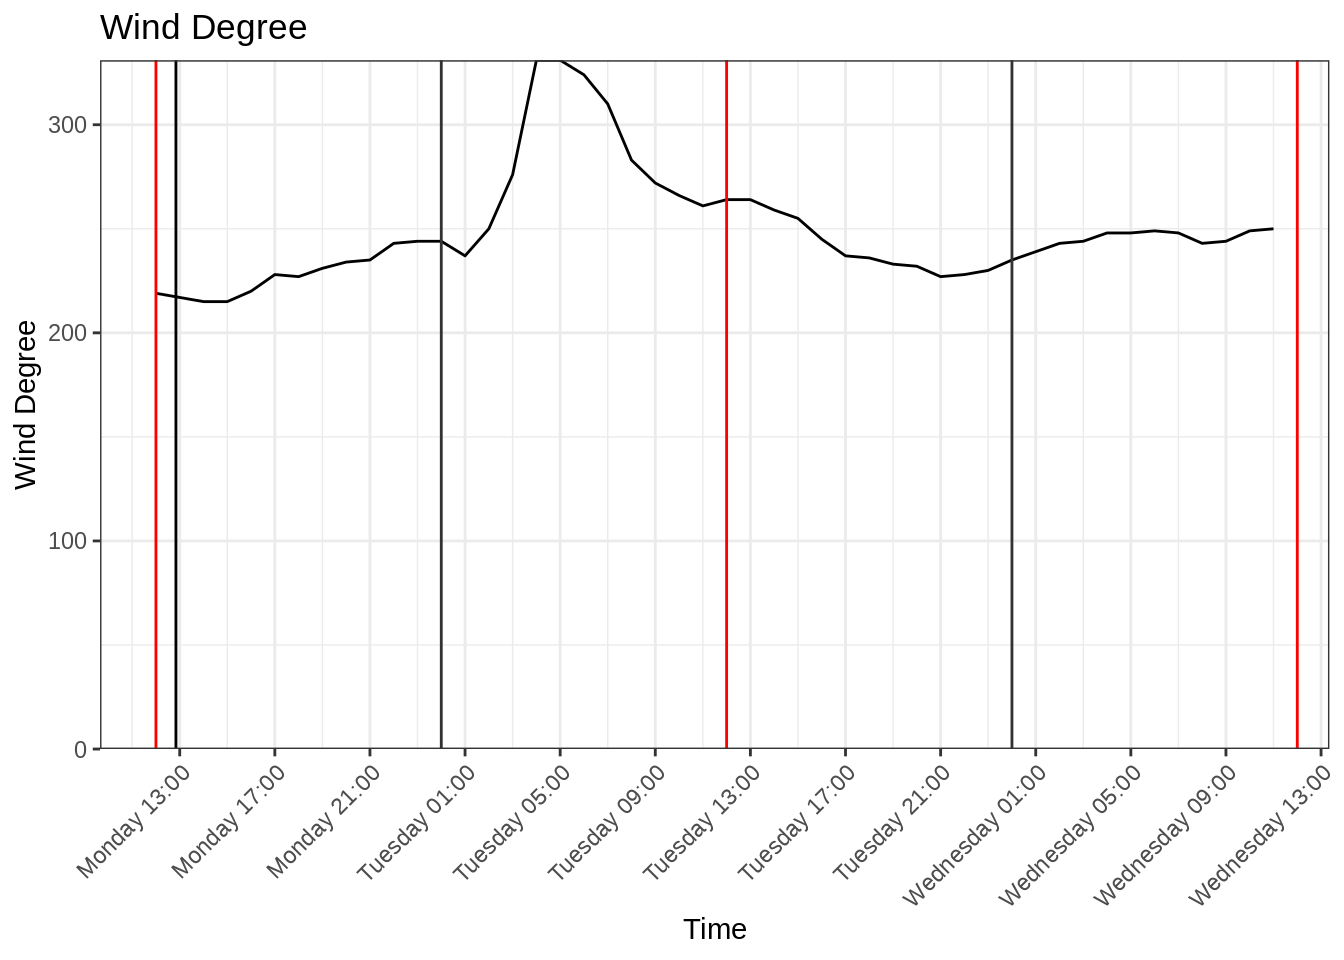 Wind Degree
Wind Degree
300
200
100
0
Monday 13:00
Monday 17:00
Monday 21:00
Tuesday 01:00
Tuesday 05:00
Tuesday 09:00
Tuesday 13:00
Tuesday 17:00
Tuesday 21:00
Wednesday 01:00
Wednesday 05:00
Wednesday 09:00
Wednesday 13:00
Time